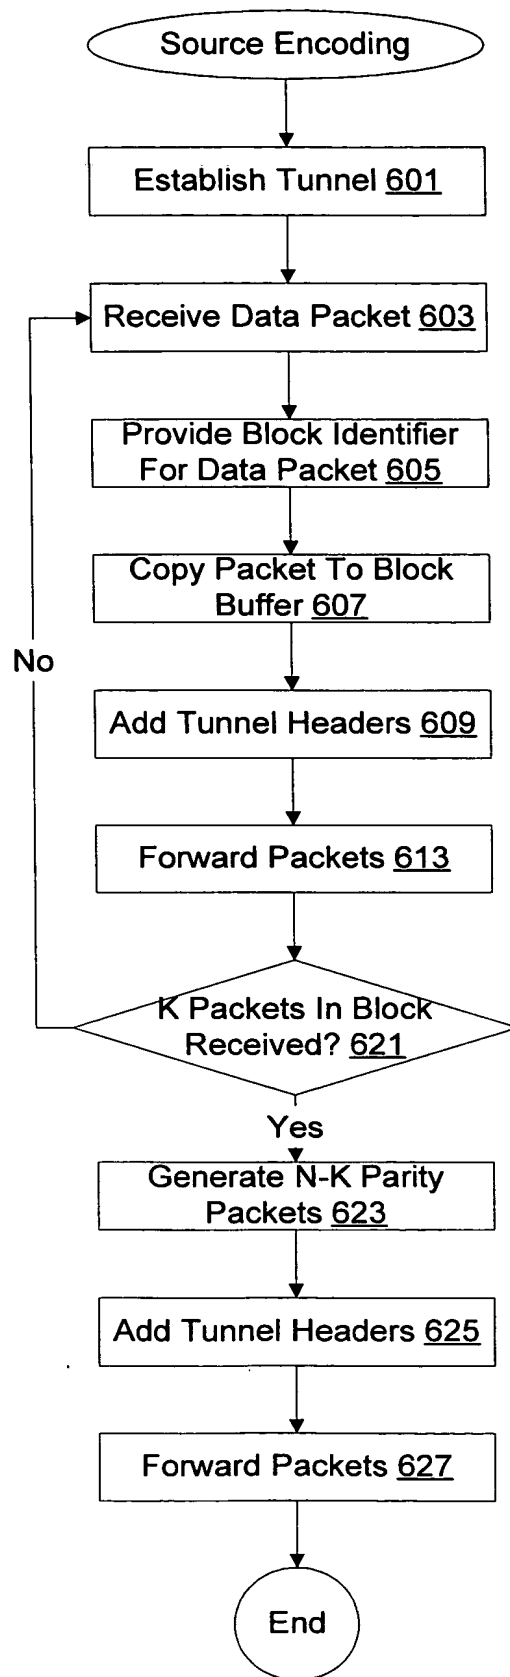 Source Encoding
Establish Tunnel 601
Receive Data Packet 603
Provide Block Identifier
For Data Packet 605
Copy Packet To Block
Buffer 607
No
Add Tunnel Headers 609
Forward Packets 613
K Packets In Block
Received? 621
Yes
Generate N-K Parity
Packets 623
Add Tunnel Headers 625
Forward Packets 627
End